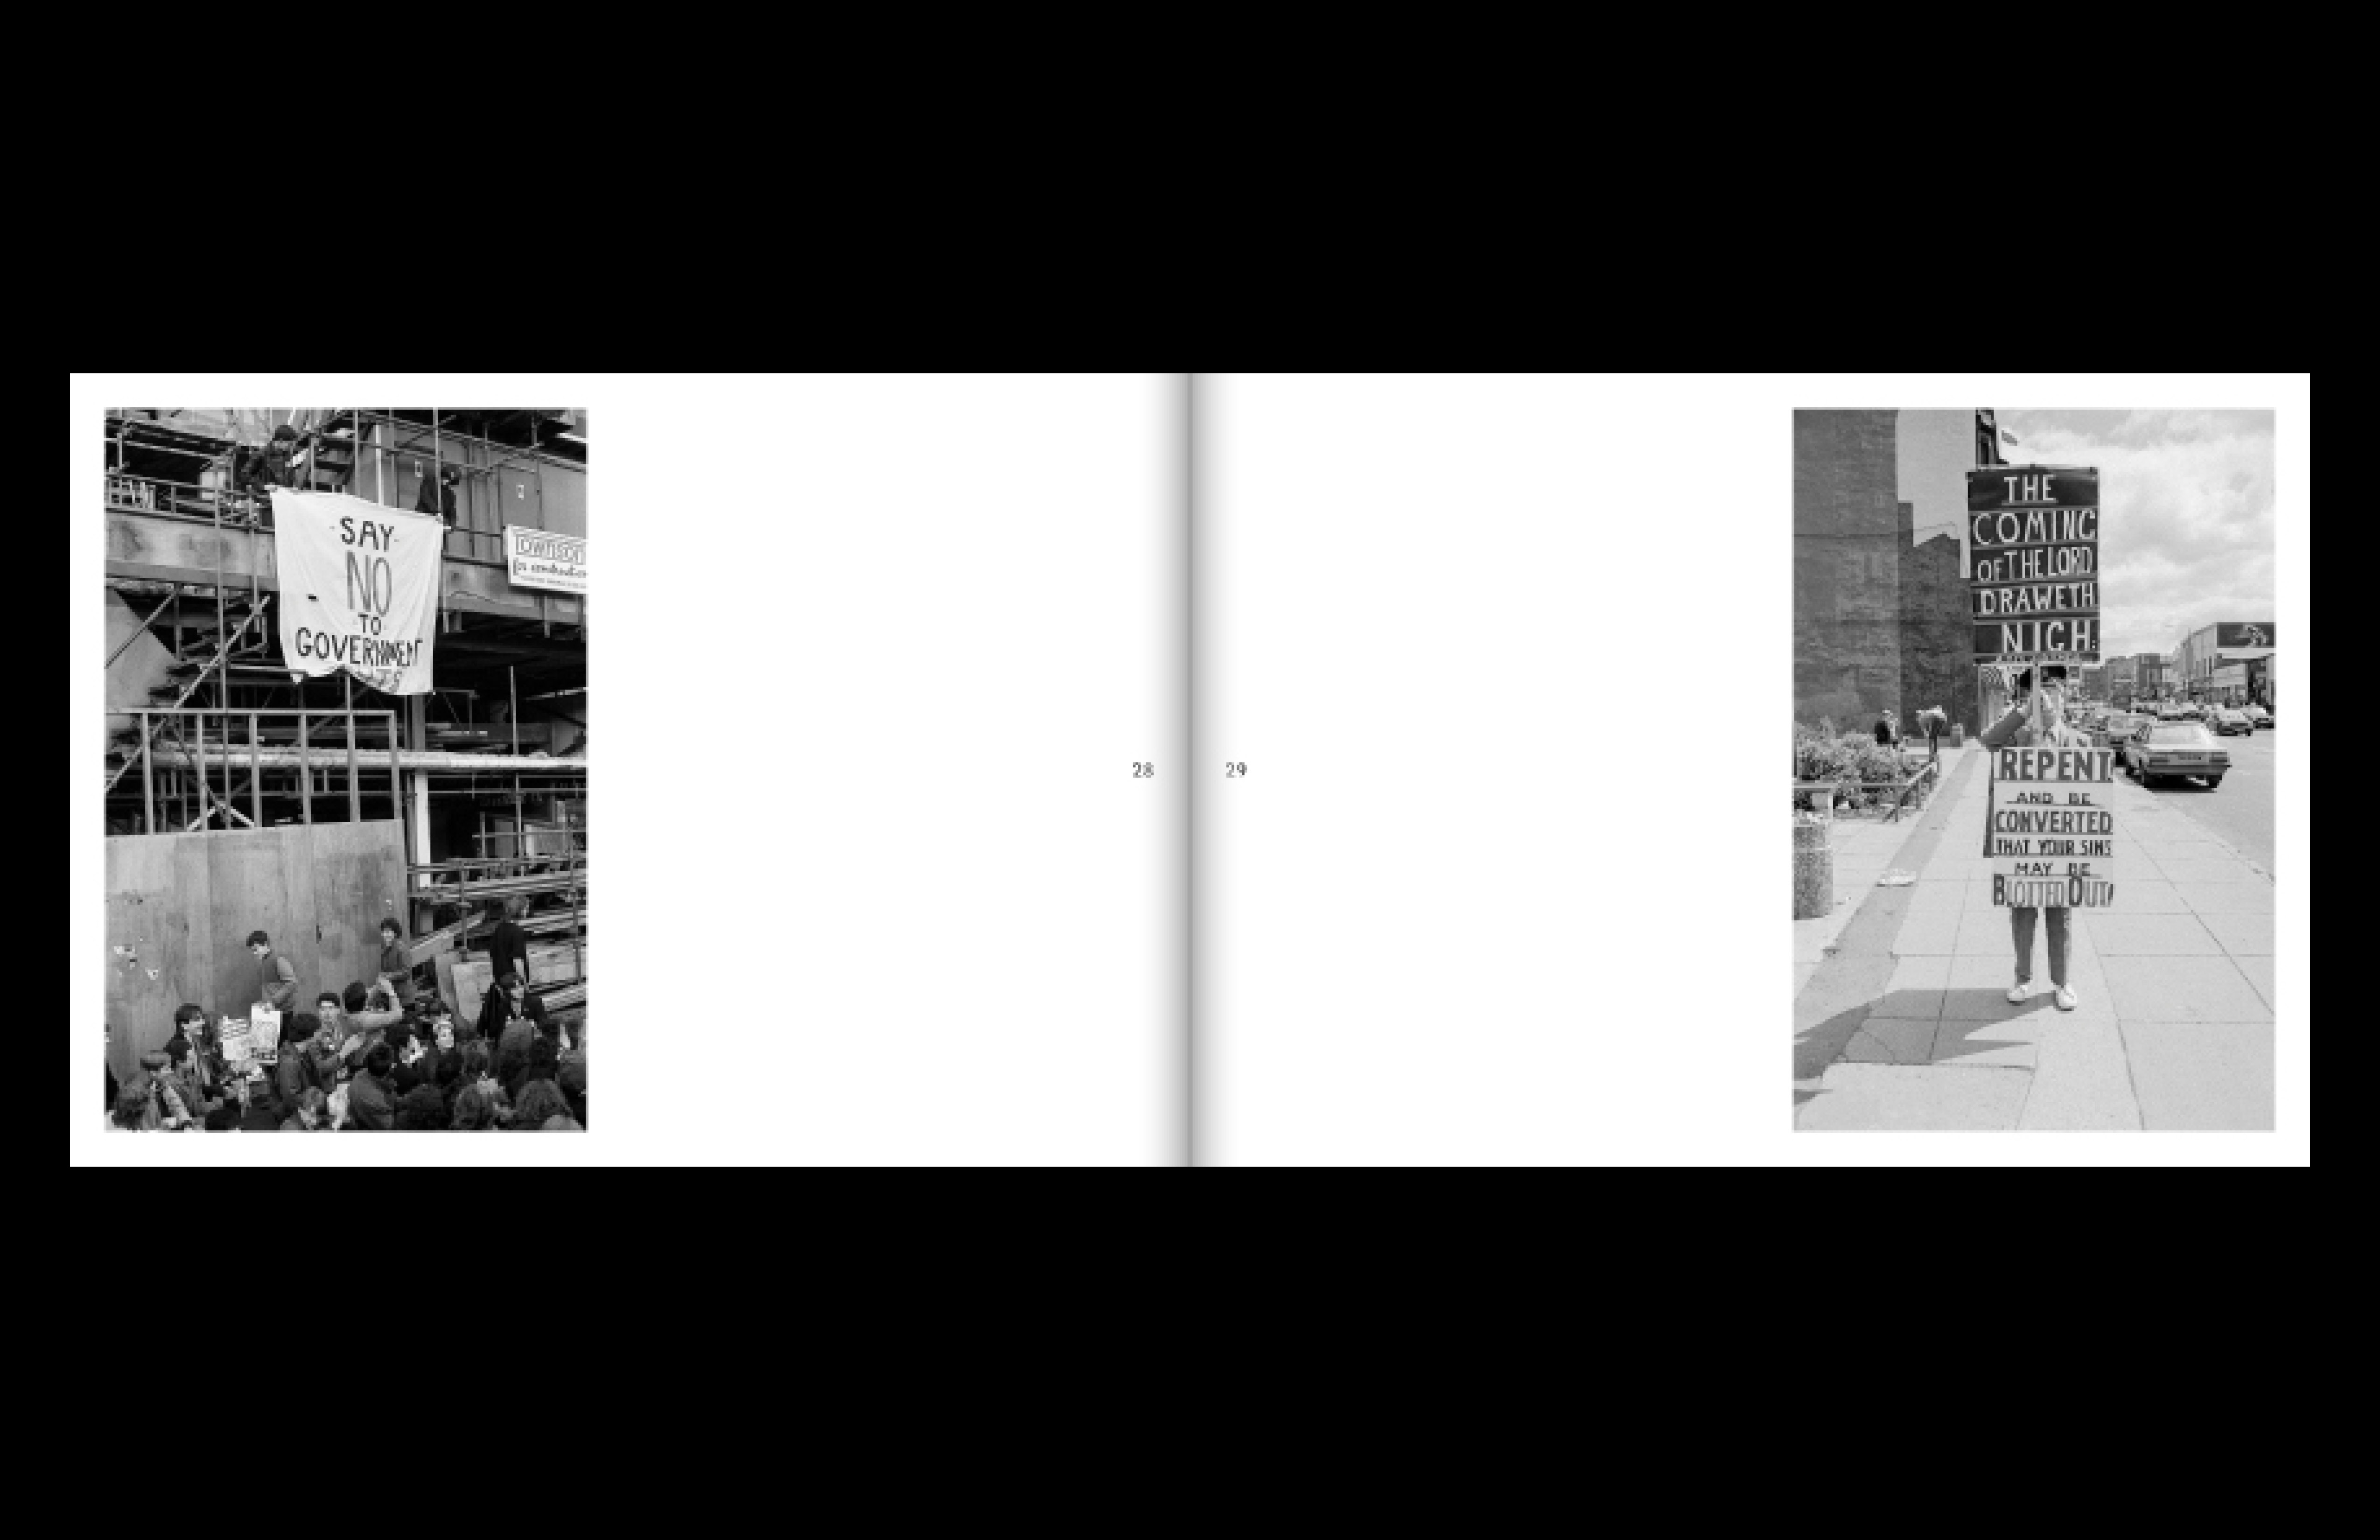 SAY
NO
TO
GOVERNMENT
28
29
THE
COMING
OF THE LORD
DRAWETH
NIGH.
REPENT
AND BE
CONVERTED
THAT YOUR SINS
MAY BE
BLOTTED OUT!